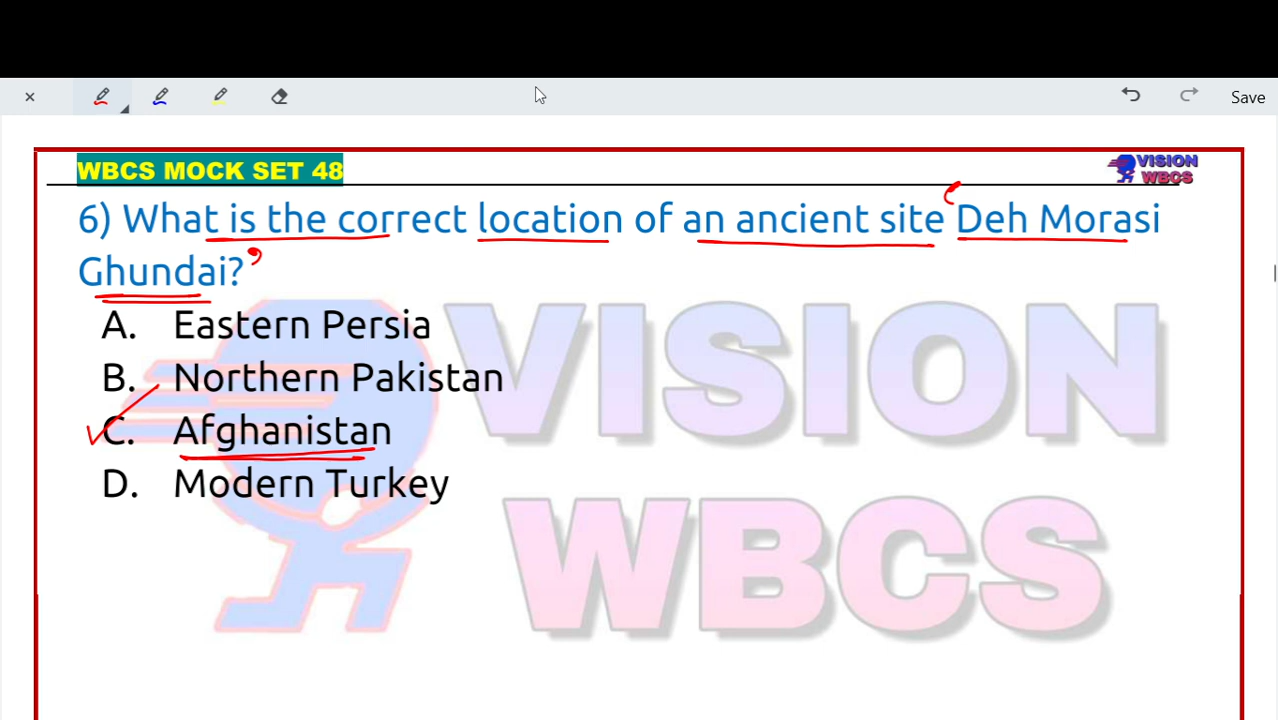 Save
WBCS MOCK SET 48
VISION
WBCS
6) What is the correct location of an ancient site Deh Morasi
Ghundai?
A. Eastern Persia
B. Northern Pakistan
C. Afghanistan
D. Modern Turkey
VISION
WBCS